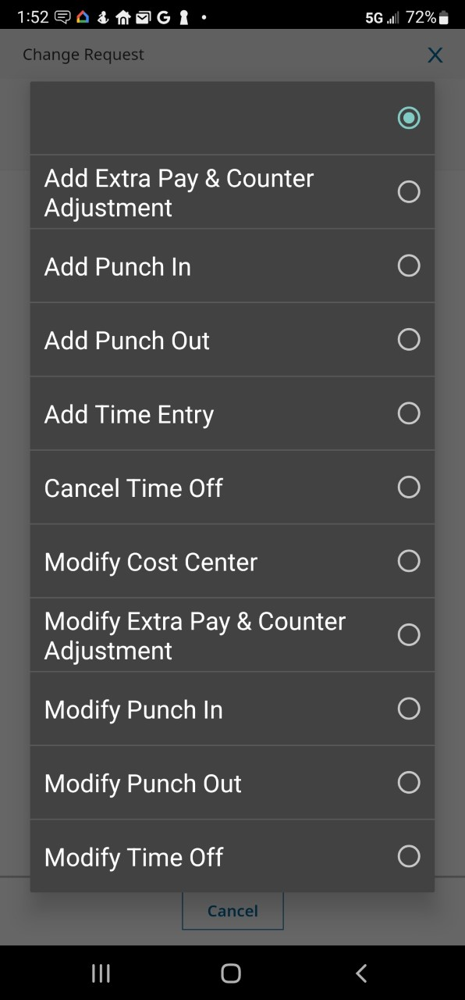 1:52 G 5G 72%
Change Request X
Add Extra Pay & Counter
Adjustment
Add Punch In
Add Punch Out
Add Time Entry
Cancel Time Off
Modify Cost Center
Modify Extra Pay & Counter
Adjustment
Modify Punch In
Modify Punch Out
Modify Time Off
Cancel